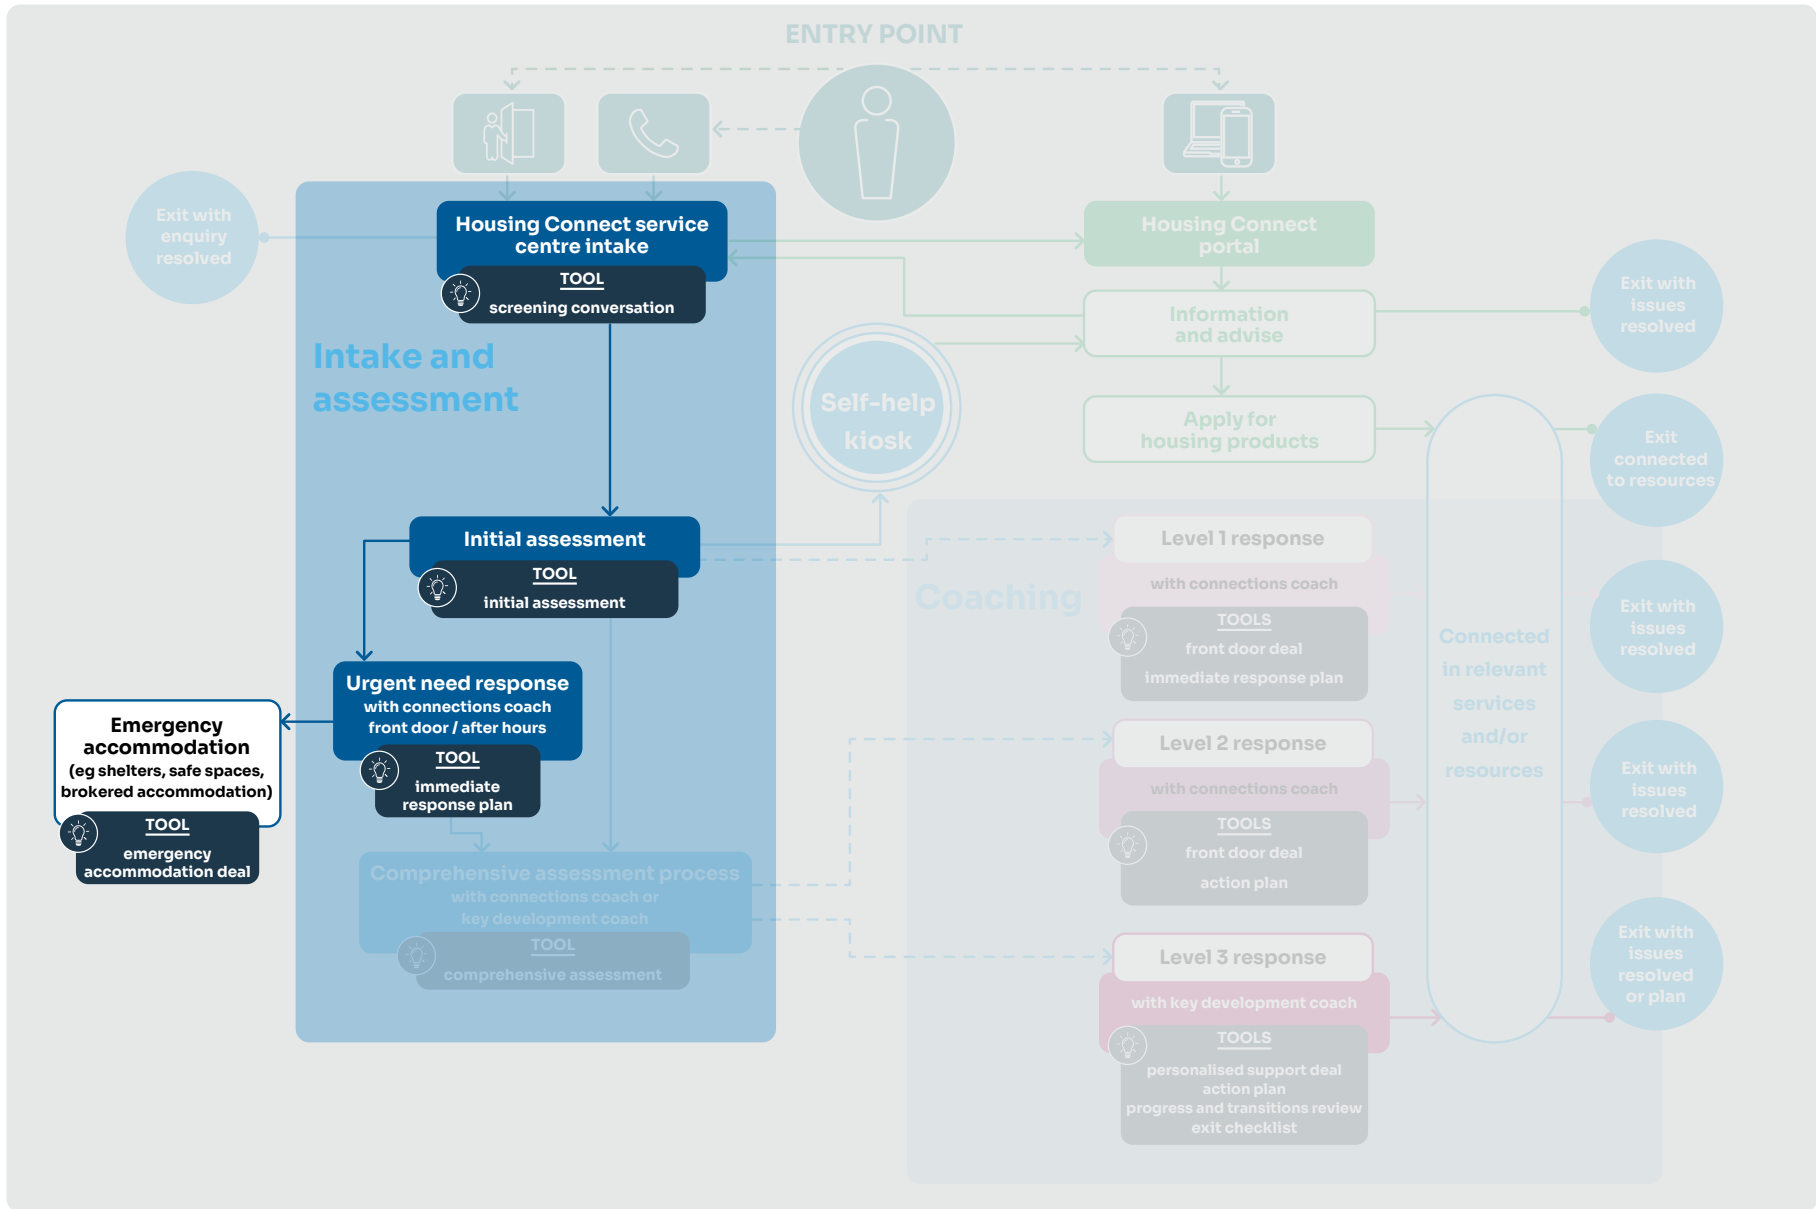 ENTRY POINT
Exit with
enquiry
resolved
Housing Connect service
centre intake
TOOL
screening conversation
Intake and
assessment
Housing Connect
portal
Information
and advise
Exit with
issues
resolved
Self-help
kiosk
Apply for
housing products
Exit
connected
to resources
Initial assessment
TOOL
initial assessment
Urgent need response
with connections coach
front door / after hours
TOOL
immediate
response plan
Emergency
accommodation
(eg shelters, safe spaces,
brokered accommodation)
TOOL
emergency
accommodation deal
Comprehensive assessment process
with connections coach or
key development coach
TOOL
comprehensive assessment
Coaching
Level 1 response
with connections coach
TOOLS
front door deal
immediate response plan
Level 2 response
with connections coach
TOOLS
front door deal
action plan
Level 3 response
with key development coach
TOOLS
personalised support deal
action plan
progress and transitions review
exit checklist
Connected
in relevant
services
and/or
resources
Exit with
issues
resolved
Exit with
issues
resolved
Exit with
issues
resolved
or plan